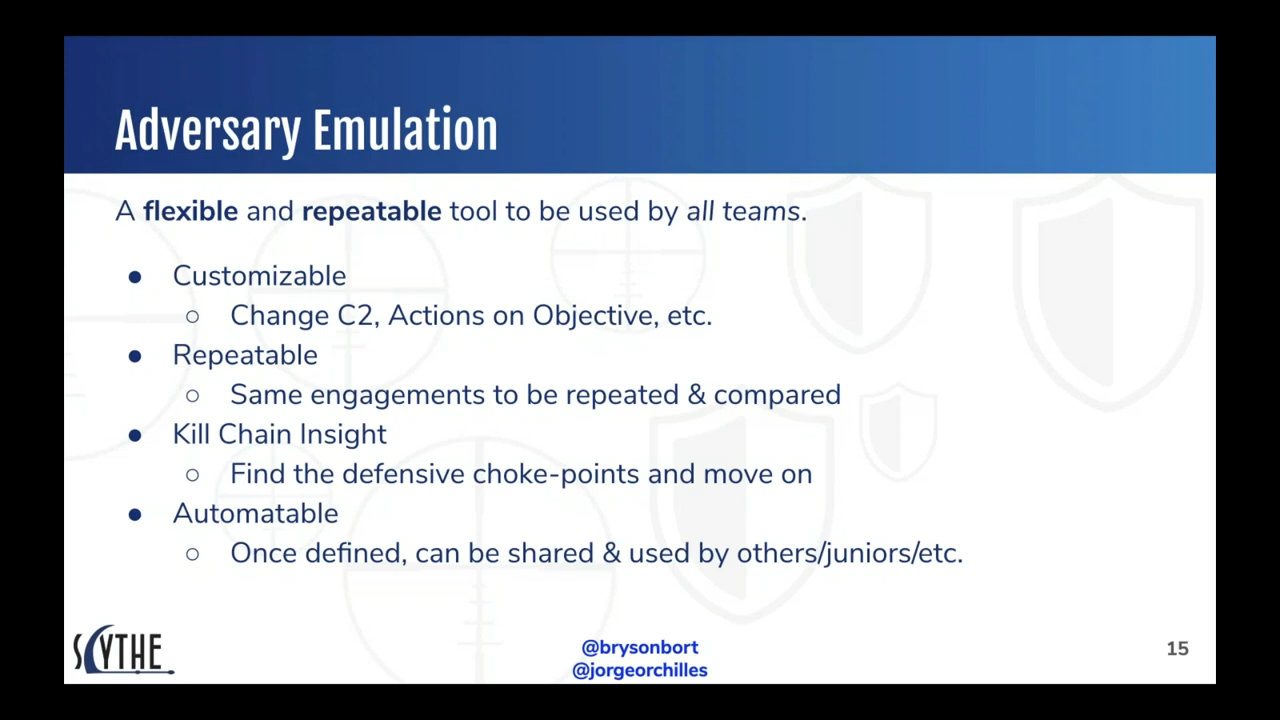 Adversary Emulation
A flexible and repeatable tool to be used by all teams.
● Customizable
○ Change C2, Actions on Objective, etc.
● Repeatable
○ Same engagements to be repeated & compared
● Kill Chain Insight
○ Find the defensive choke-points and move on
● Automatable
○ Once defined, can be shared & used by others/juniors/etc.
SCYTHE
@brysonbort
@jorgeorchilles
15